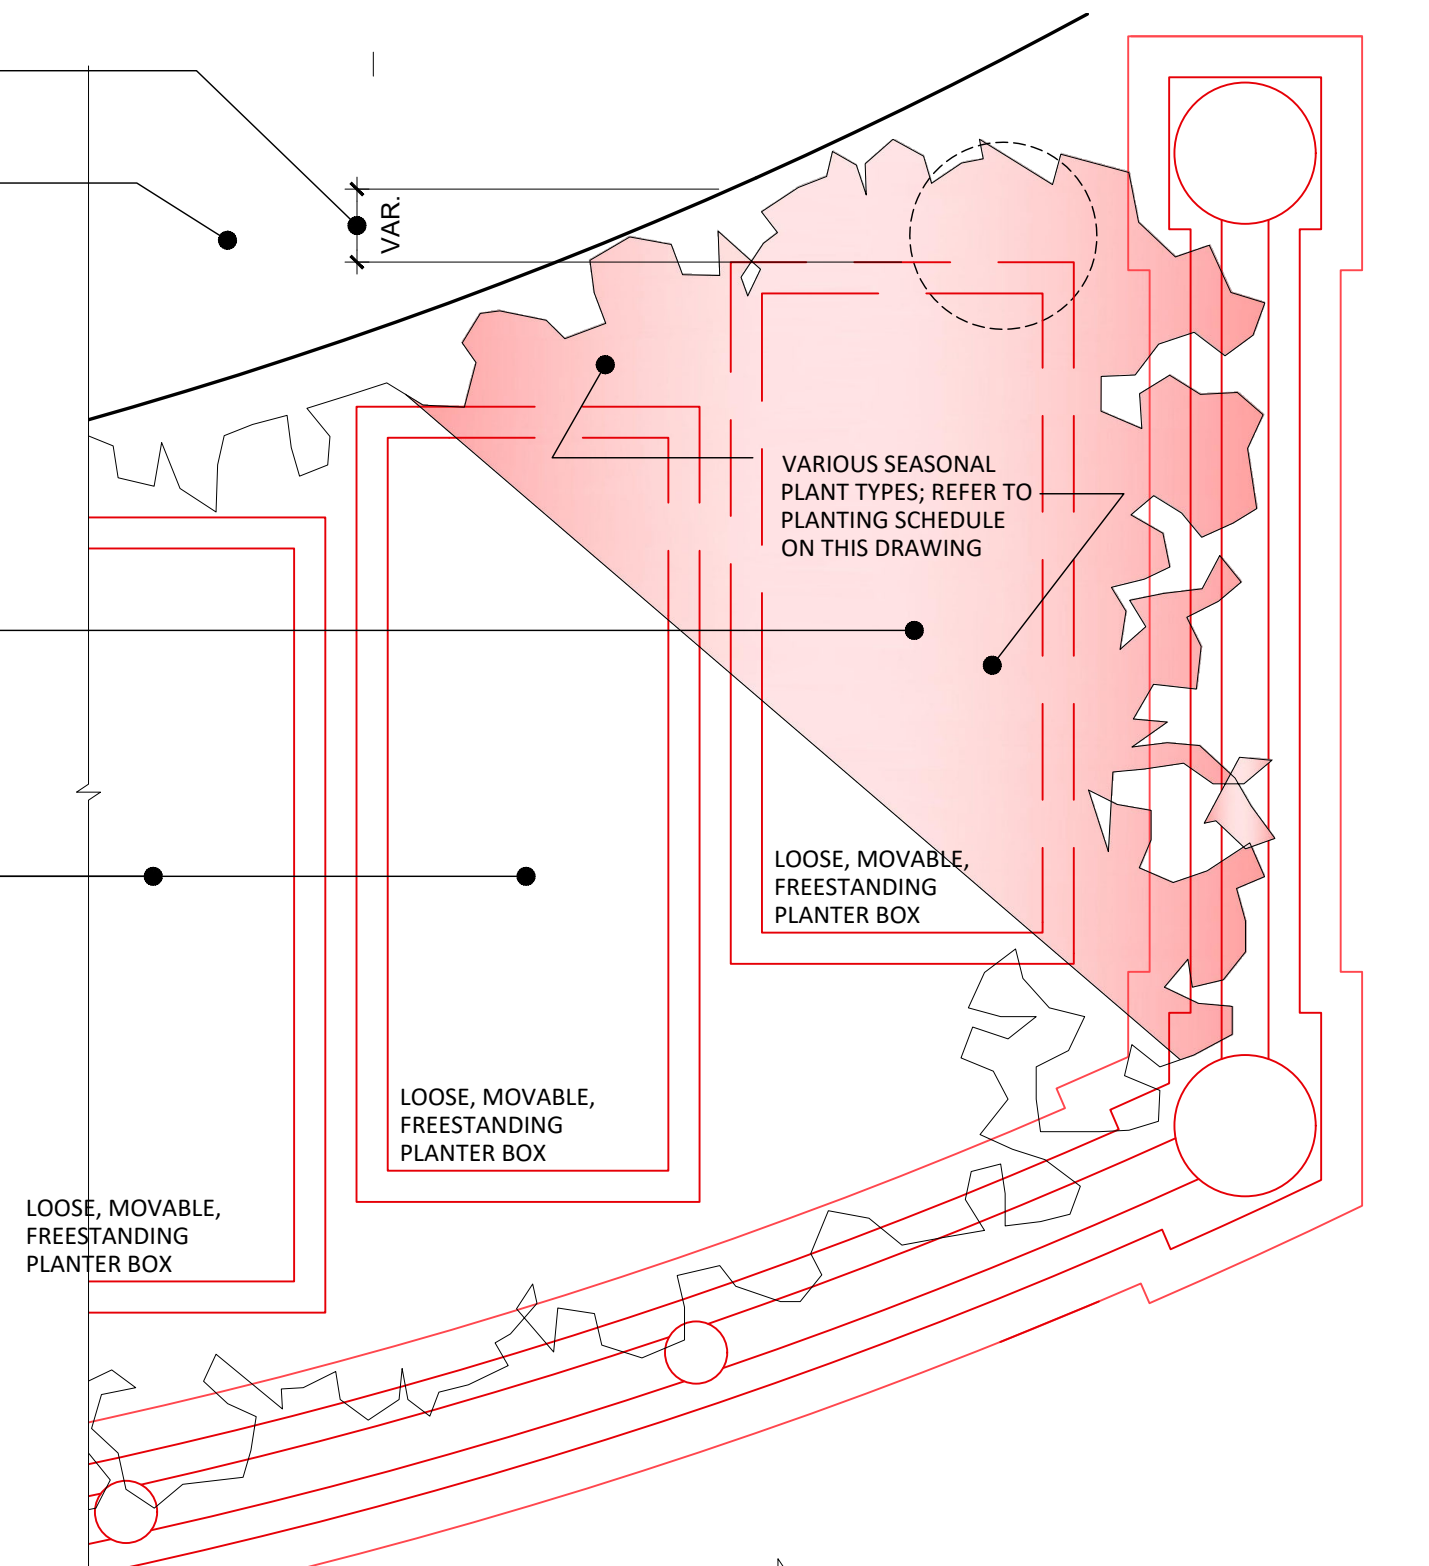 VAR.
VARIOUS SEASONAL
PLANT TYPES; REFER TO
PLANTING SCHEDULE
ON THIS DRAWING
LOOSE, MOVABLE,
FREESTANDING
PLANTER BOX
LOOSE, MOVABLE,
FREESTANDING
PLANTER BOX
LOOSE, MOVABLE,
FREESTANDING
PLANTER BOX